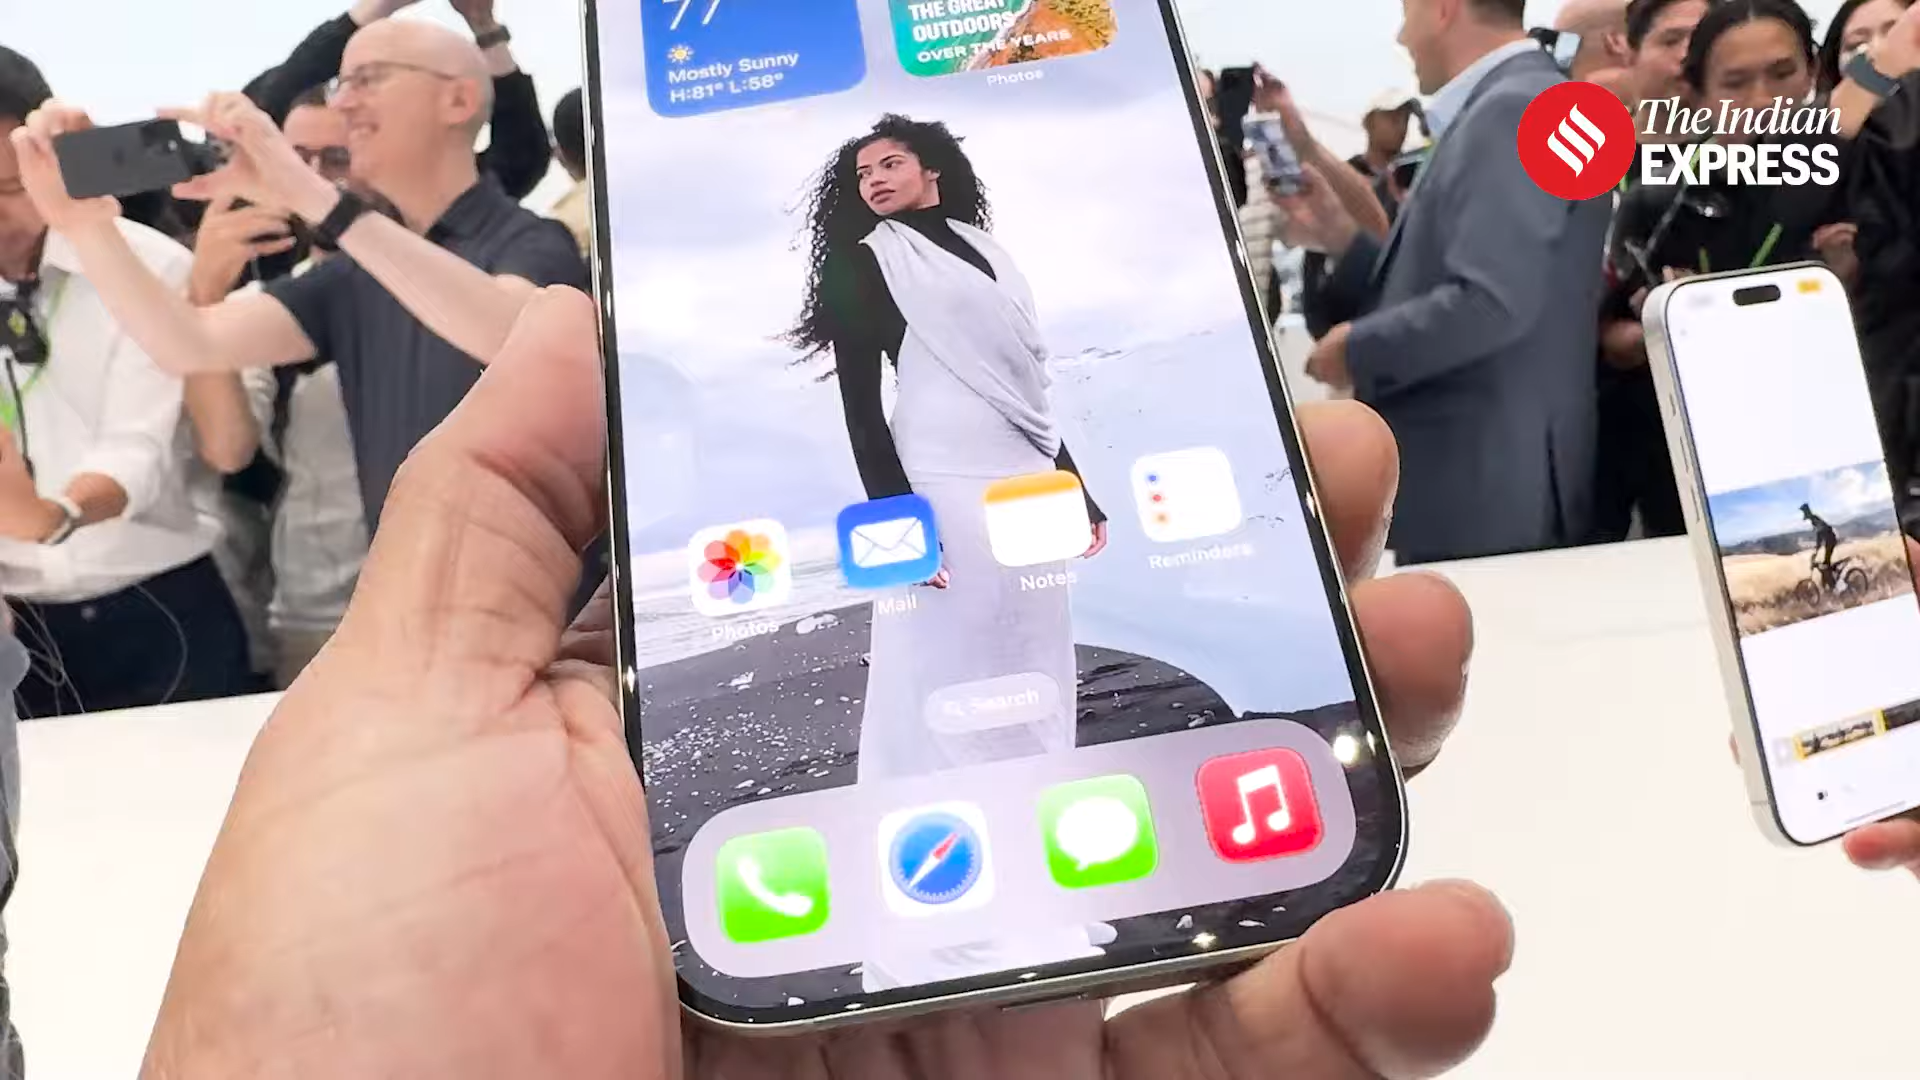 77°
Mostly Sunny
H:81° L:58°
THE GREAT
OUTDOORS
OVER THE YEARS
Photos
The Indian
EXPRESS
Photos
Mail
Notes
Reminders
Search